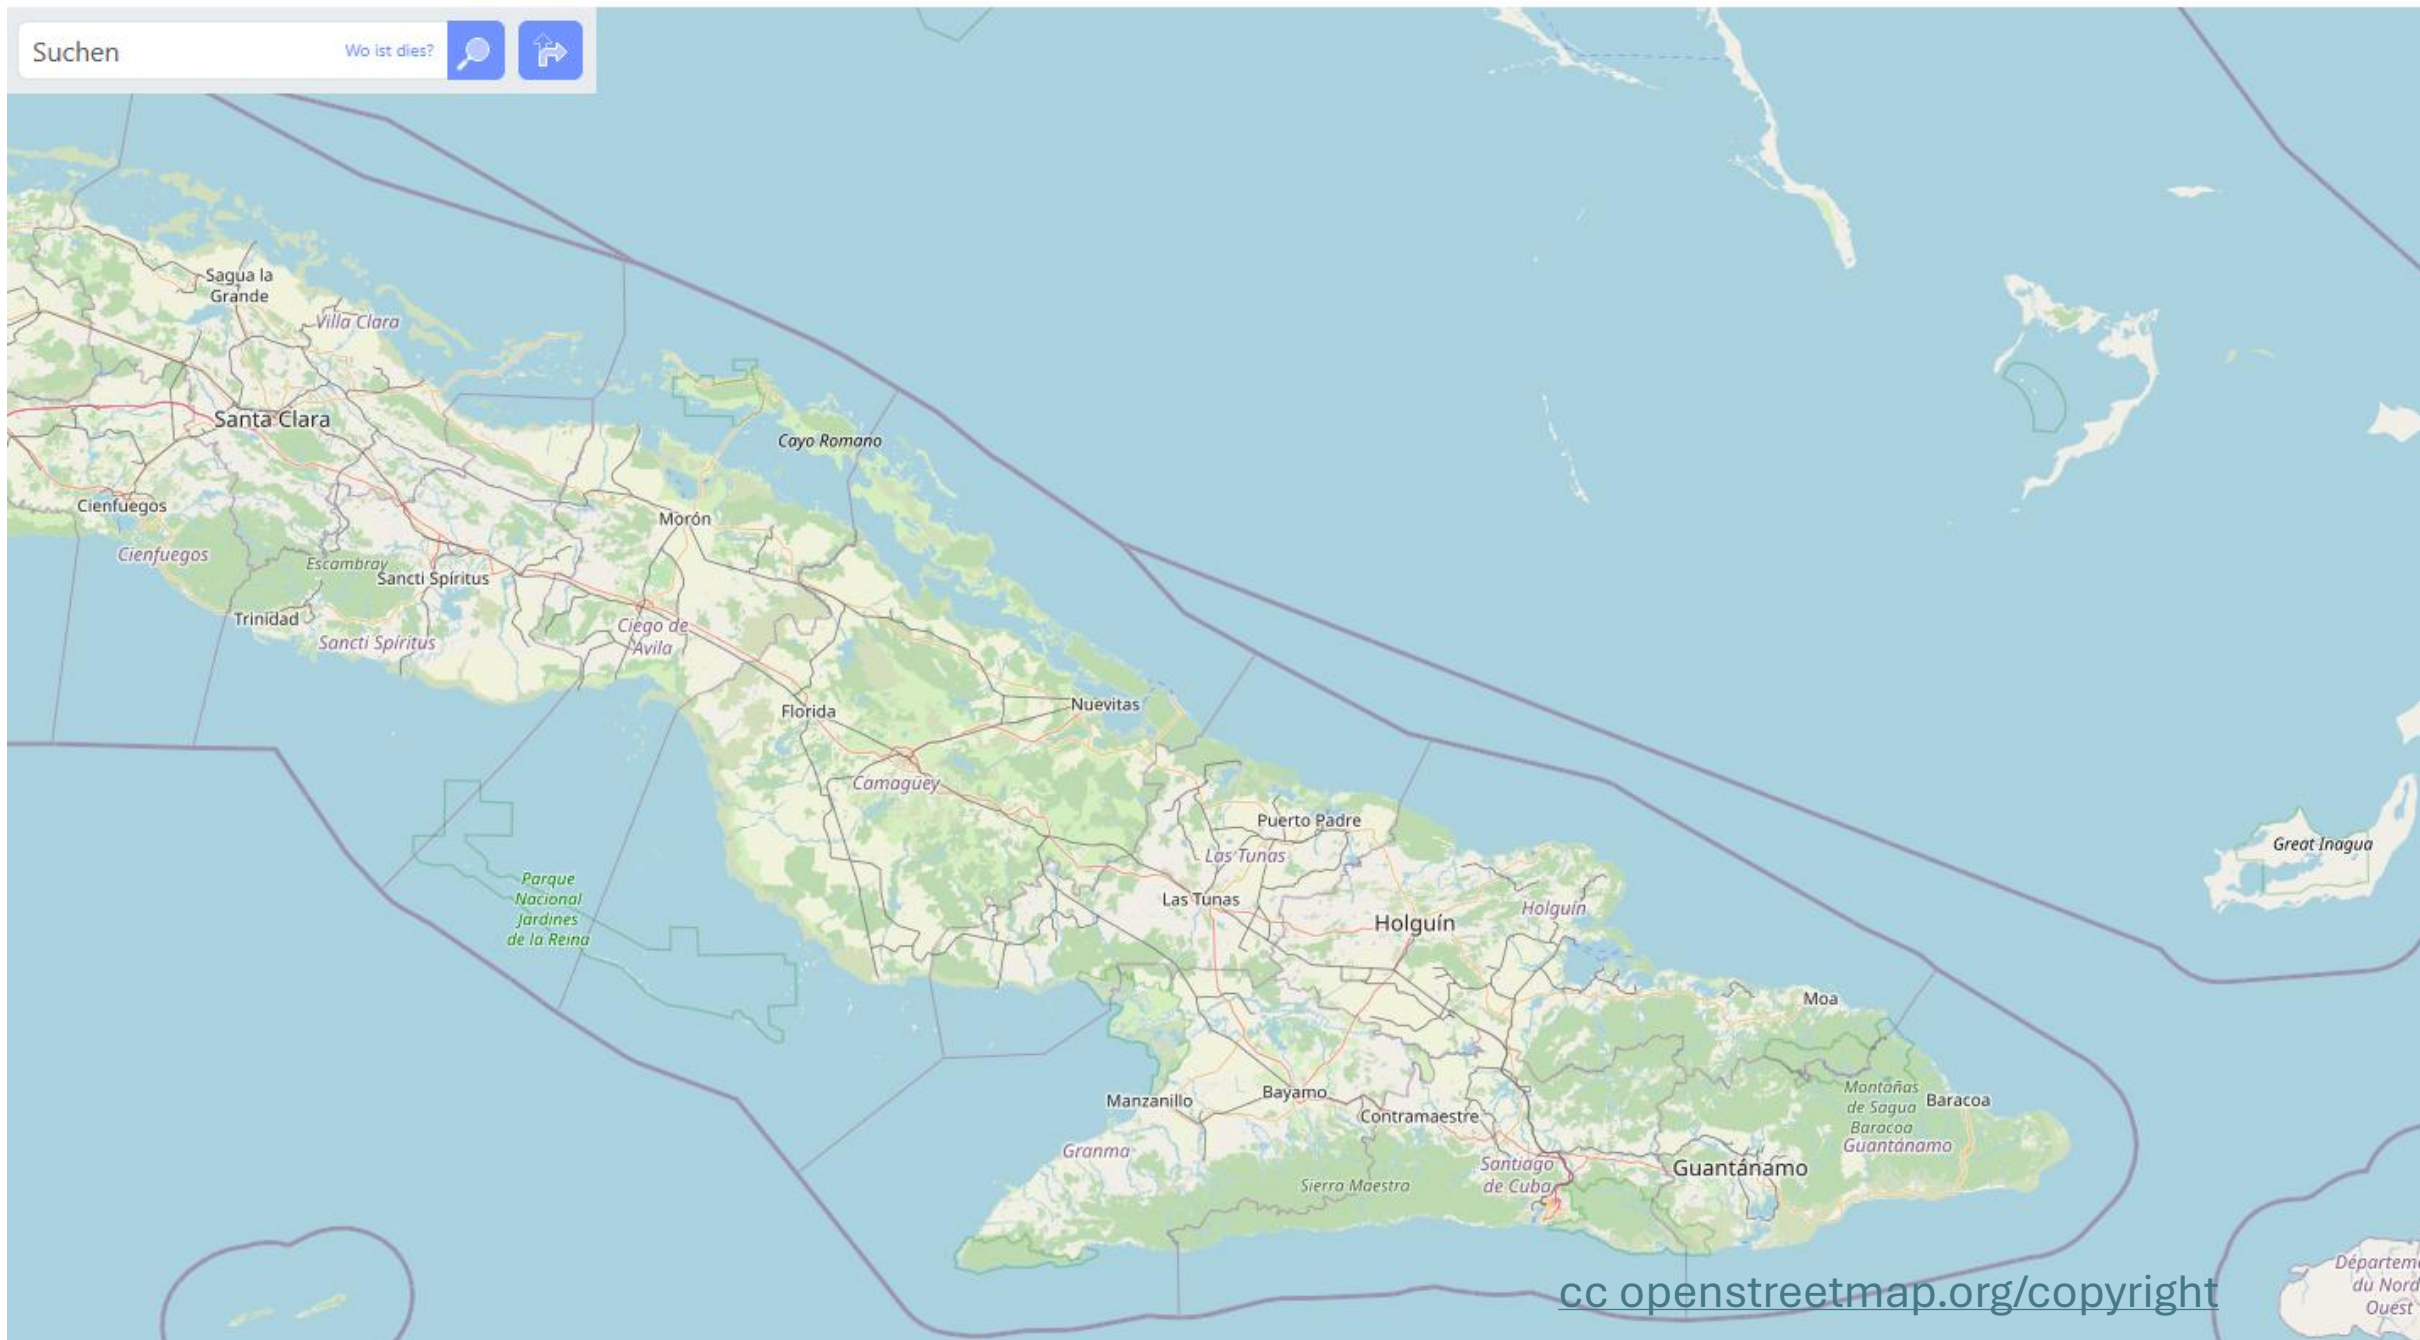 Suchen
Wo ist dies?
Sagua la
Grande
Villa Clara
Santa Clara
Cayo Romano
Cienfuegos
Morón
Cienfuegos
Escambray
Sancti Spíritus
Trinidad
Sancti Spíritus
Ciego de
Ávila
Florida
Nuevitas
Camagüey
Puerto Padre
Las Tunas
Great Inagua
Parque
Nacional
Jardines
de la Reina
Las Tunas
Holguín
Holguín
Moa
Manzanillo
Bayamo
Contramaestre
Montañas
de Sagua
Baracoa
Baracoa
Granma
Guantánamo
Sierra Maestra
Santiago
de Cuba
Guantánamo
Départem
du Nord
Ouest
cc openstreetmap.org/copyright